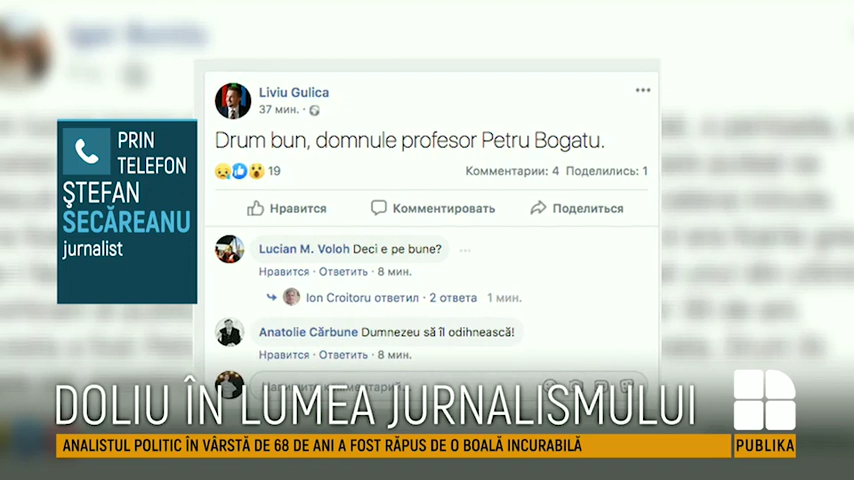 Liviu Gulica
37 мин.
Drum bun, domnule profesor Petru Bogatu.
19
Комментарии: 4 Поделились: 1
Нравится Комментировать Поделиться
Lucian M. Voloh Deci e pe bune?
Нравится · Ответить · 8 мин.
Ion Croitoru ответил · 2 ответа 1 мин.
Anatolie Cărbune Dumnezeu să îl odihnească!
Нравится · Ответить · 8 мин.
PRIN
TELEFON
ŞTEFAN
SECĂREANU
jurnalist
DOLIU ÎN LUMEA JURNALISMULUI
ANALISTUL POLITIC ÎN VÂRSTĂ DE 68 DE ANI A FOST RĂPUS DE O BOALĂ INCURABILĂ
PUBLIKA